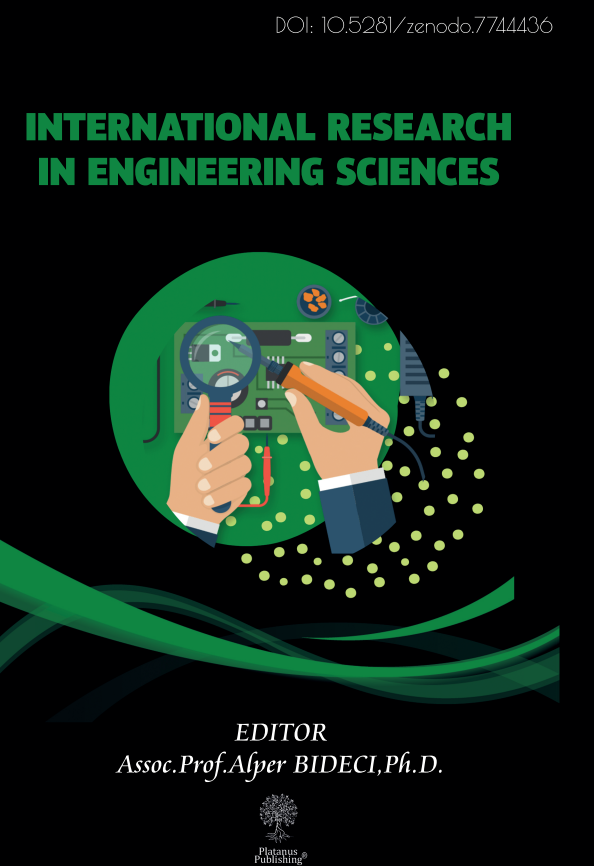 DOI: 10.5281/zenodo.7744436
INTERNATIONAL RESEARCH
IN ENGINEERING SCIENCES
EDITOR
Assoc.Prof.Alper BIDECI,Ph.D.
Platanus
Publishing®